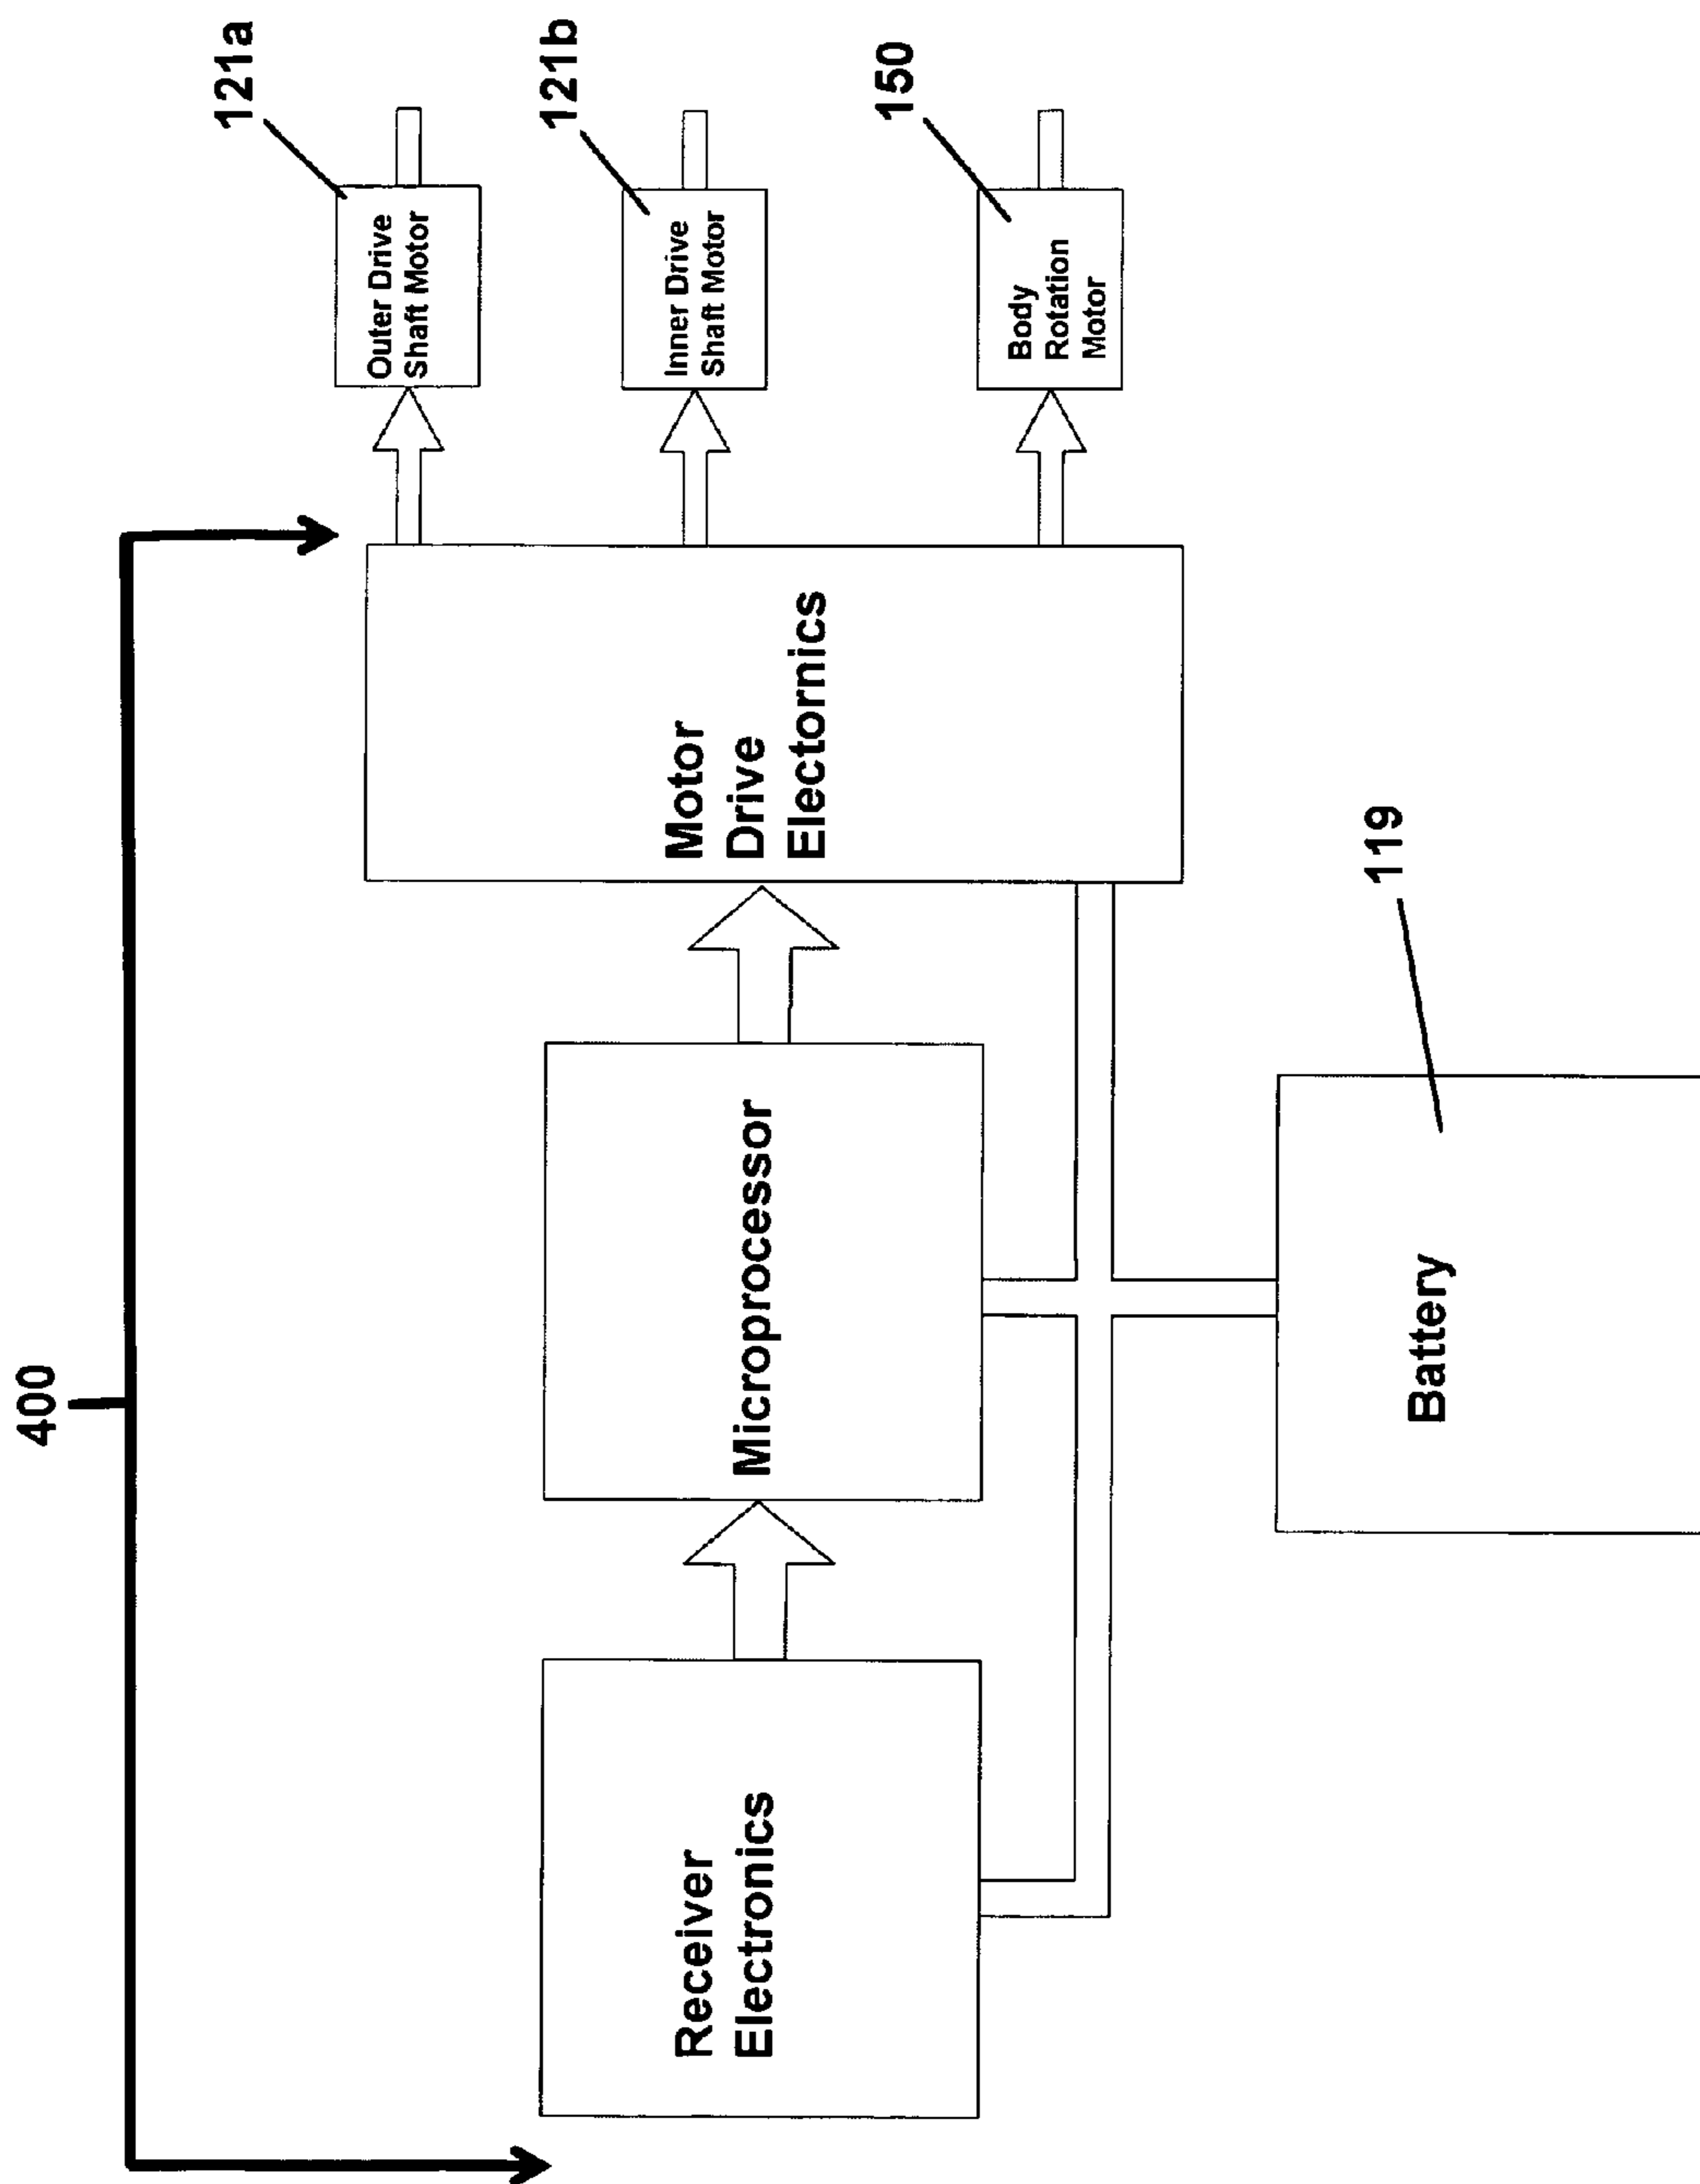 400
121a
Outer Drive
Shaft Motor
121b
Inner Drive
Shaft Motor
150
Body
Rotation
Motor
Receiver
Electronics
Microprocessor
Motor
Drive
Electornics
119
Battery